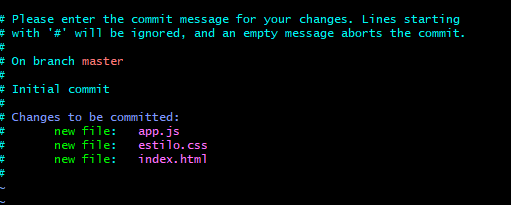 # Please enter the commit message for your changes. Lines starting
# with '#' will be ignored, and an empty message aborts the commit.
#
# On branch master
#
# Initial commit
#
# Changes to be committed:
#       new file:   app.js
#       new file:   estilo.css
#       new file:   index.html
#
~
~